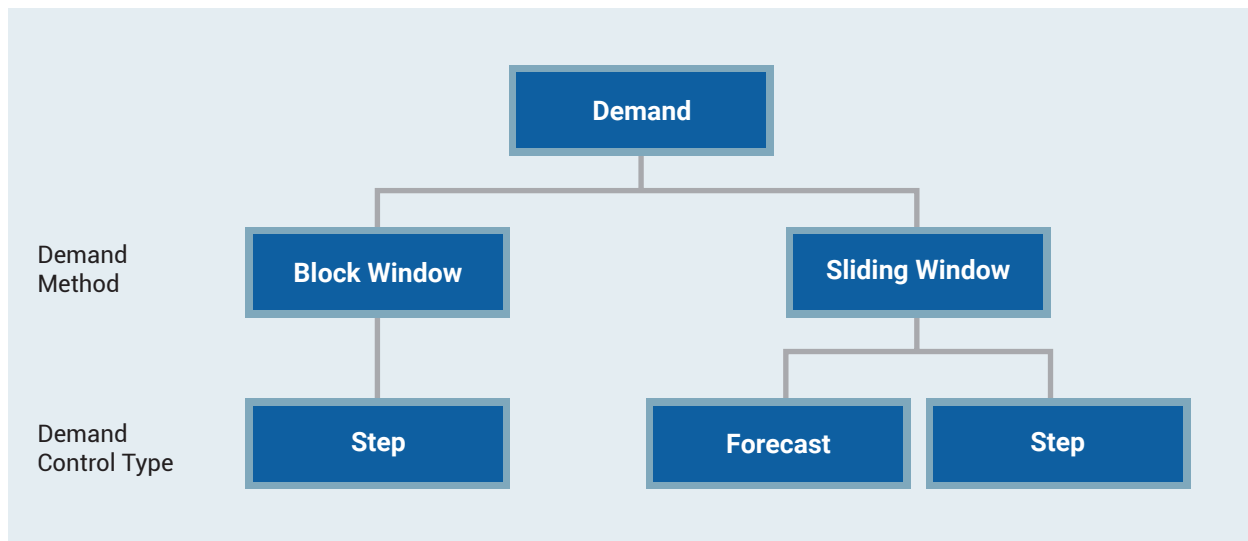 Demand
Demand
Method
Block Window
Sliding Window
Demand
Control Type
Step
Forecast
Step